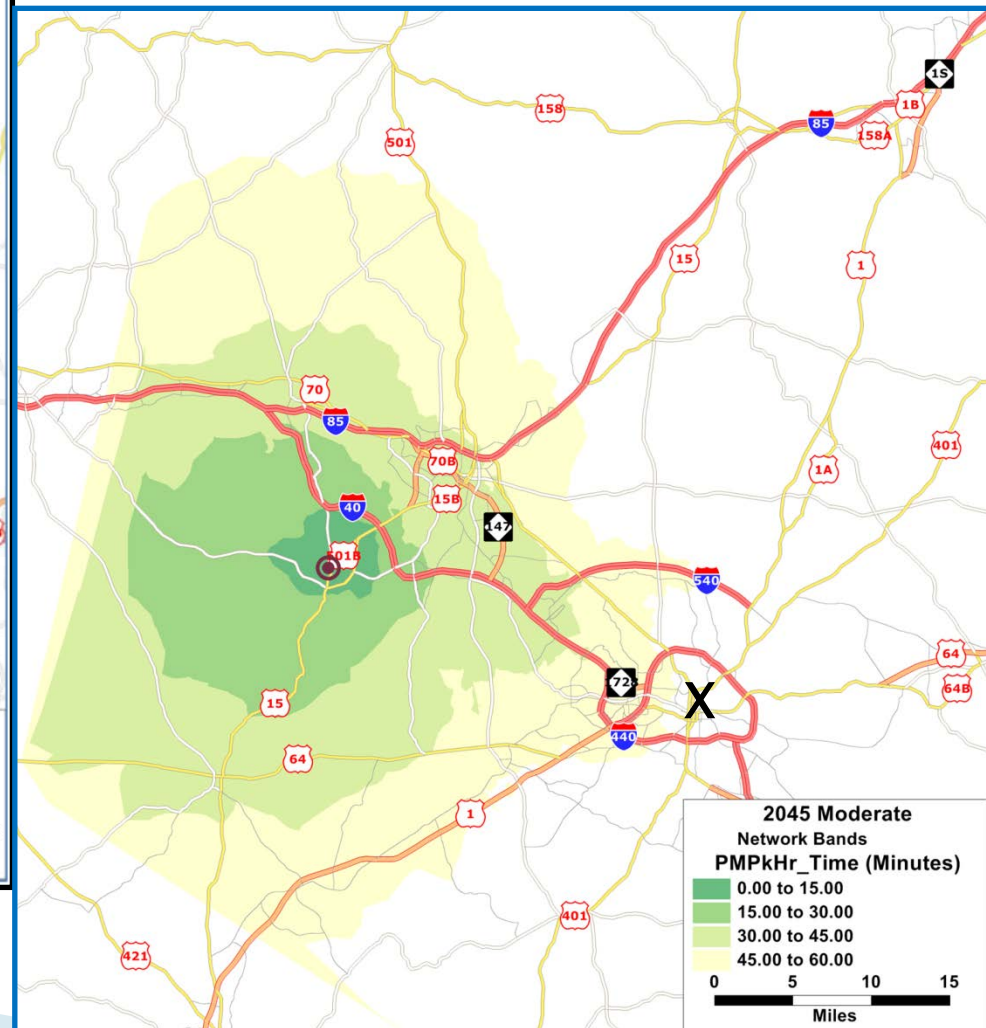 1S
158
1B
85
501
158A
15
1
70
85
401
70B
1A
15B
40
147
501B
540
64
64B
X
15
440
64
1
401
421
2045 Moderate
Network Bands
PMPkHr_Time (Minutes)
0.00 to 15.00
15.00 to 30.00
30.00 to 45.00
45.00 to 60.00
0 5 10 15
Miles